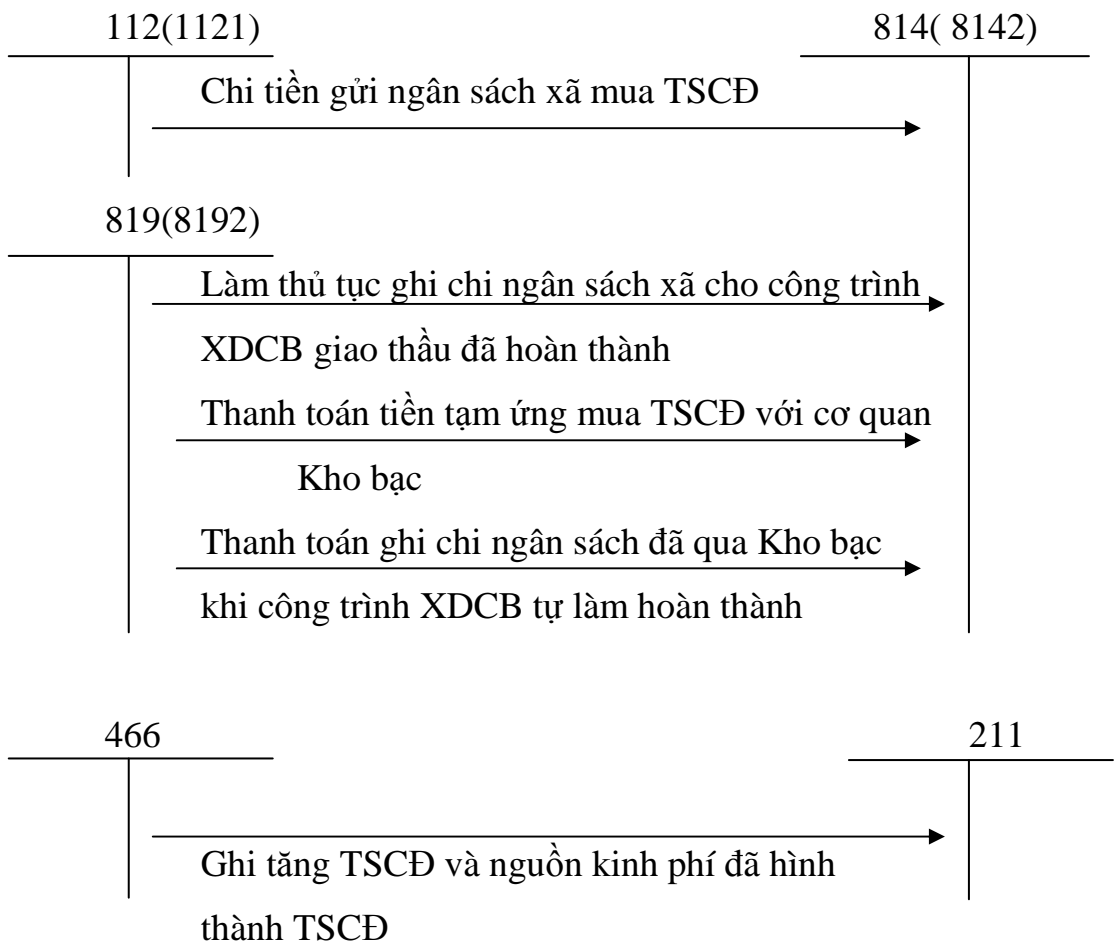 112(1121)
814( 8142)
Chi tiền gửi ngân sách xã mua TSCĐ
819(8192)
Làm thủ tục ghi chi ngân sách xã cho công trình
XDCB giao thầu đã hoàn thành
Thanh toán tiền tạm ứng mua TSCĐ với cơ quan
Kho bạc
Thanh toán ghi chi ngân sách đã qua Kho bạc
khi công trình XDCB tự làm hoàn thành
466
211
Ghi tăng TSCĐ và nguồn kinh phí đã hình
thành TSCĐ